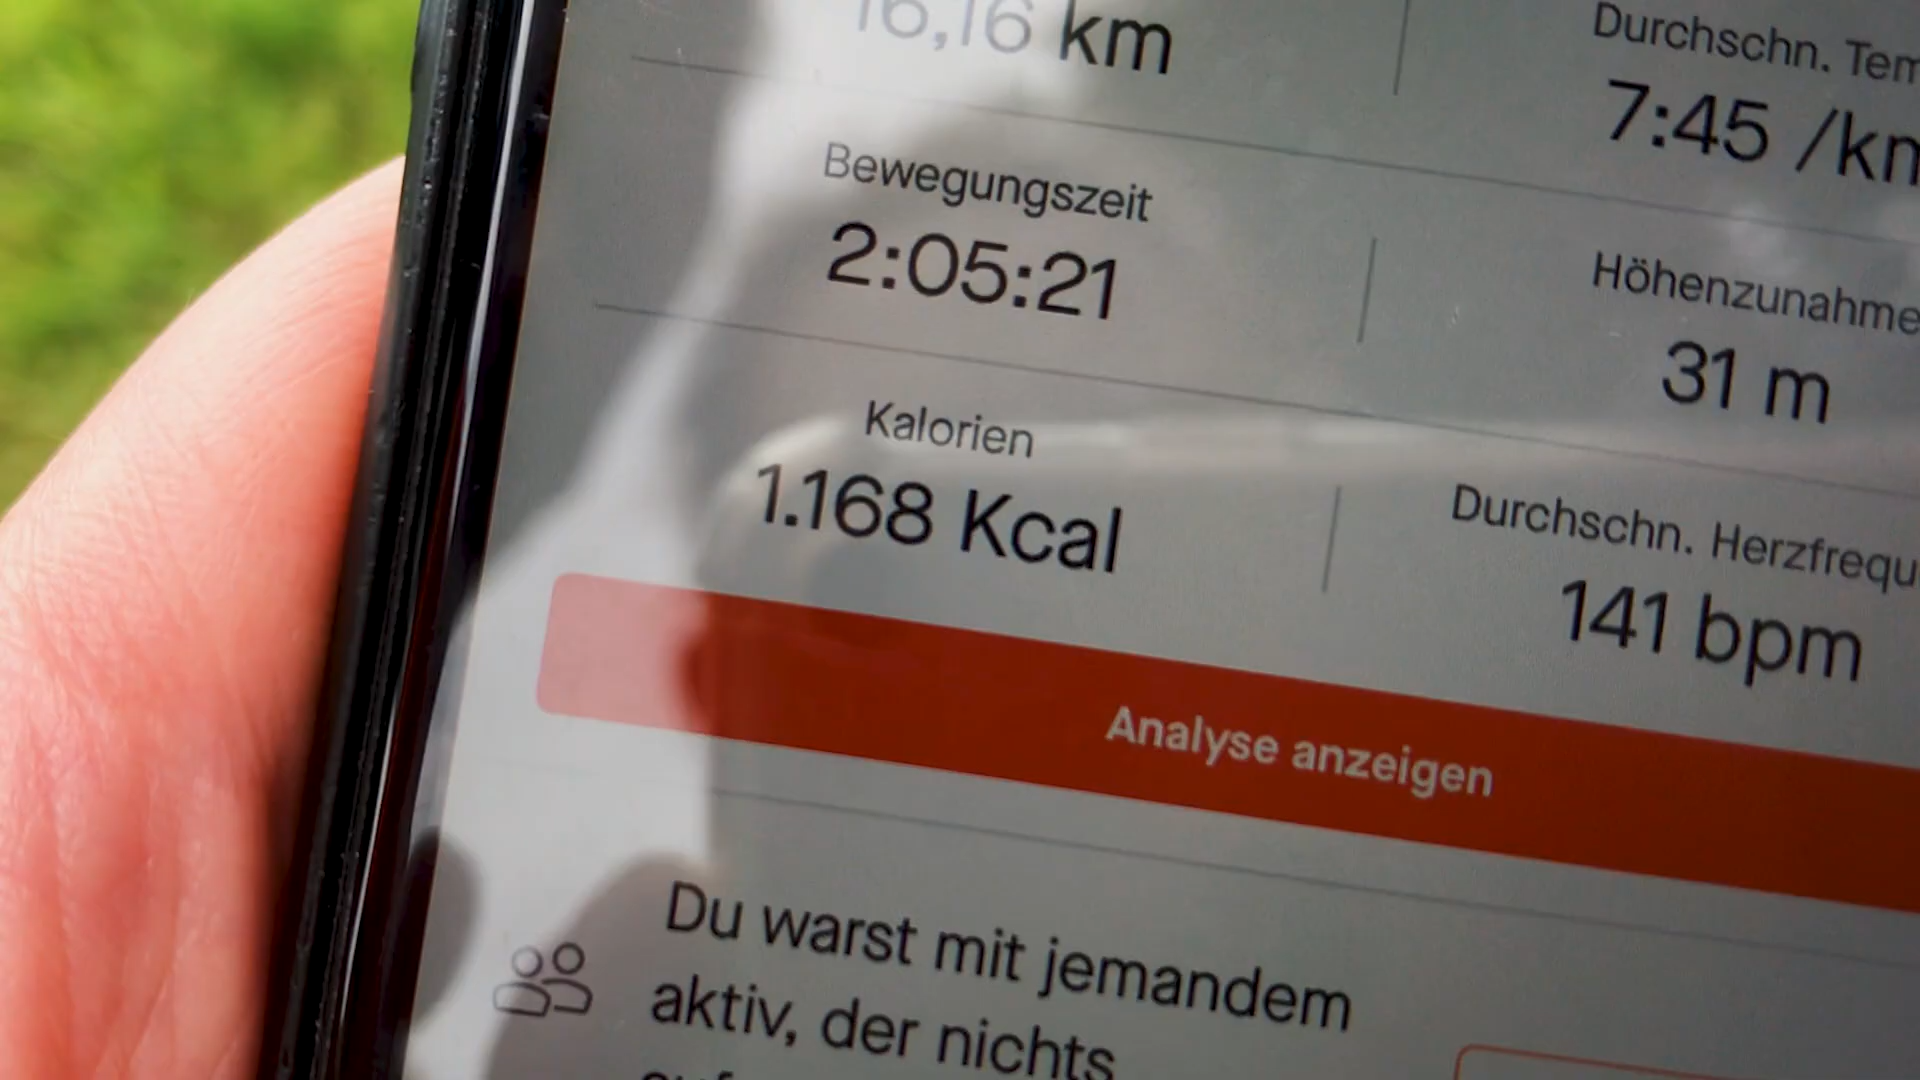 16,16 km
Durchschn. Tem
7:45 /km
Bewegungszeit
2:05:21
Höhenzunahme
31 m
Kalorien
1.168 Kcal
Durchschn. Herzfrequ
141 bpm
Analyse anzeigen
Du warst mit jemandem
aktiv, der nichts